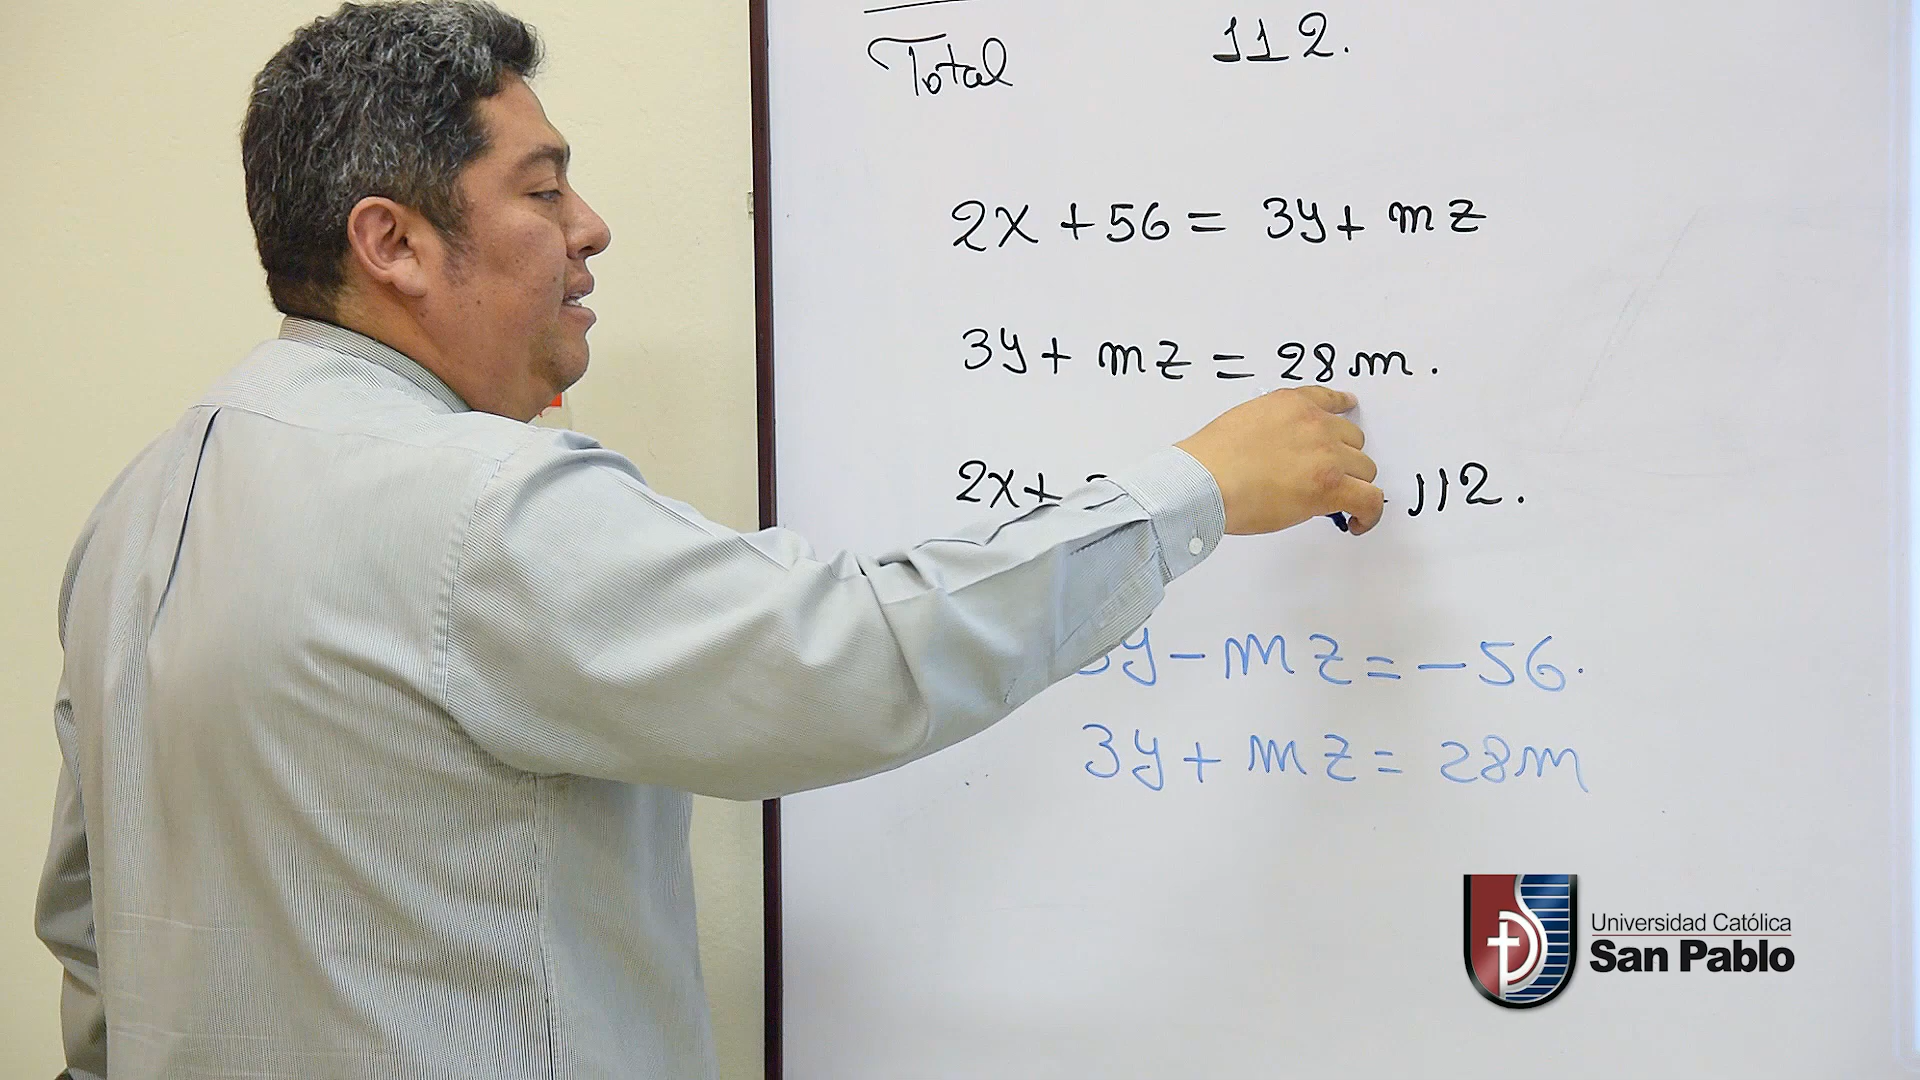 Total 112.
2x + 56 = 3y + mz
3y + mz = 28m.
2x + 112.
3y - mz = -56.
3y + mz = 28m
Universidad Católica
San Pablo